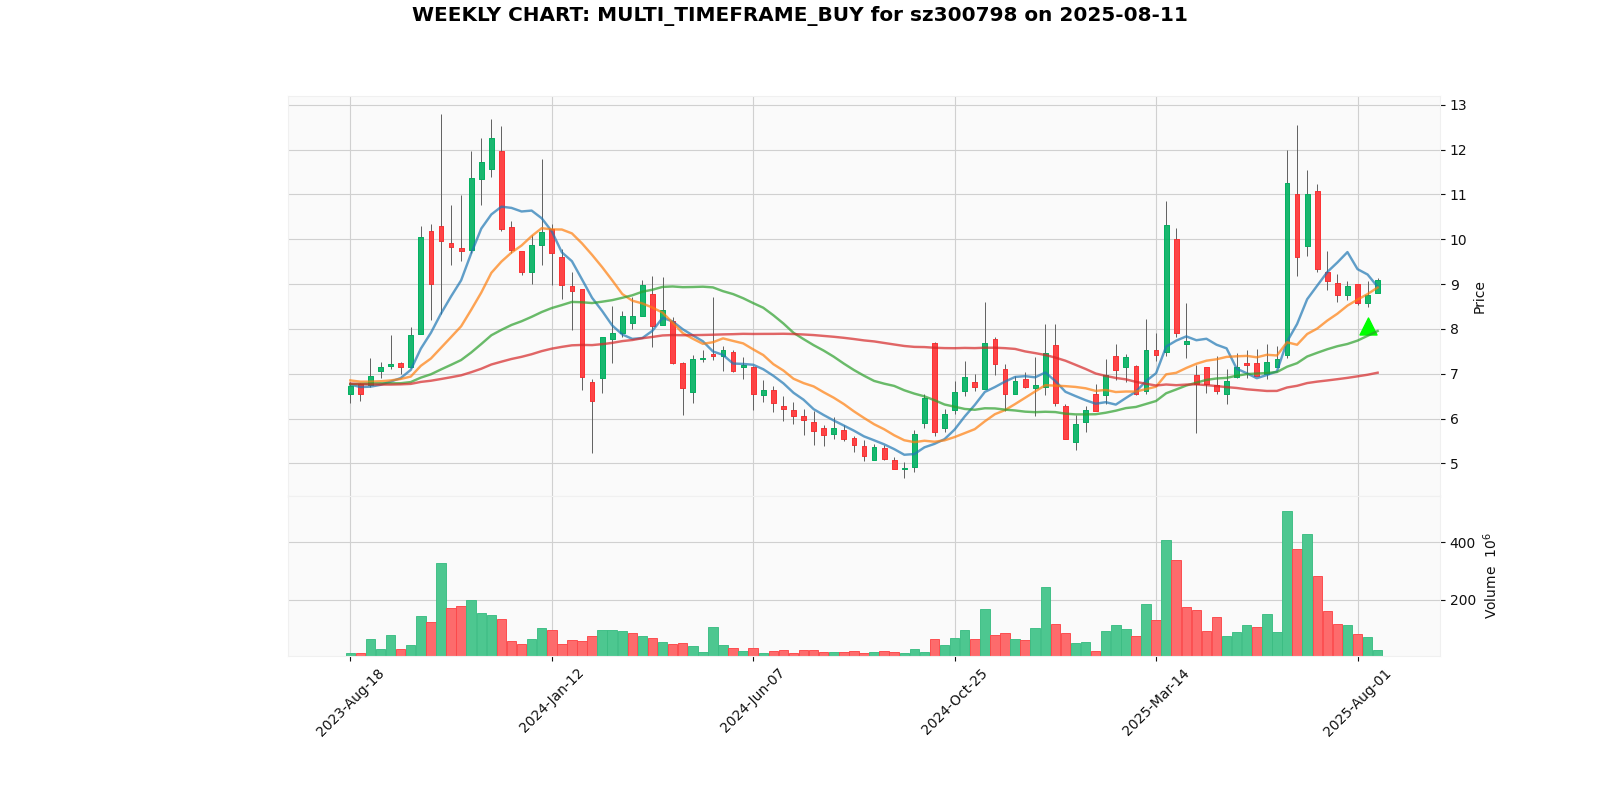 WEEKLY CHART: MULTI_TIMEFRAME_BUY for sz300798 on 2025-08-11
13
12
11
10
9
8
7
6
5
Price
400
200
Volume 10^6
2023-Aug-18
2024-Jan-12
2024-Jun-07
2024-Oct-25
2025-Mar-14
2025-Aug-01